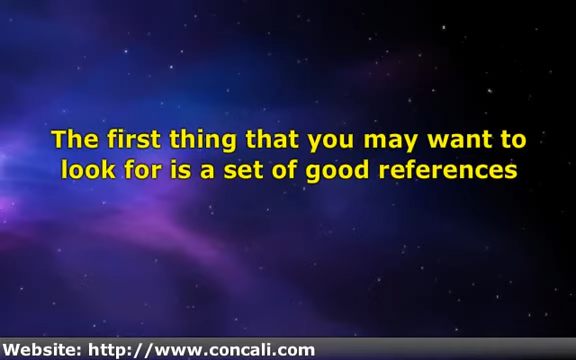 The first thing that you may want to
look for is a set of good references
Website: http://www.concali.com